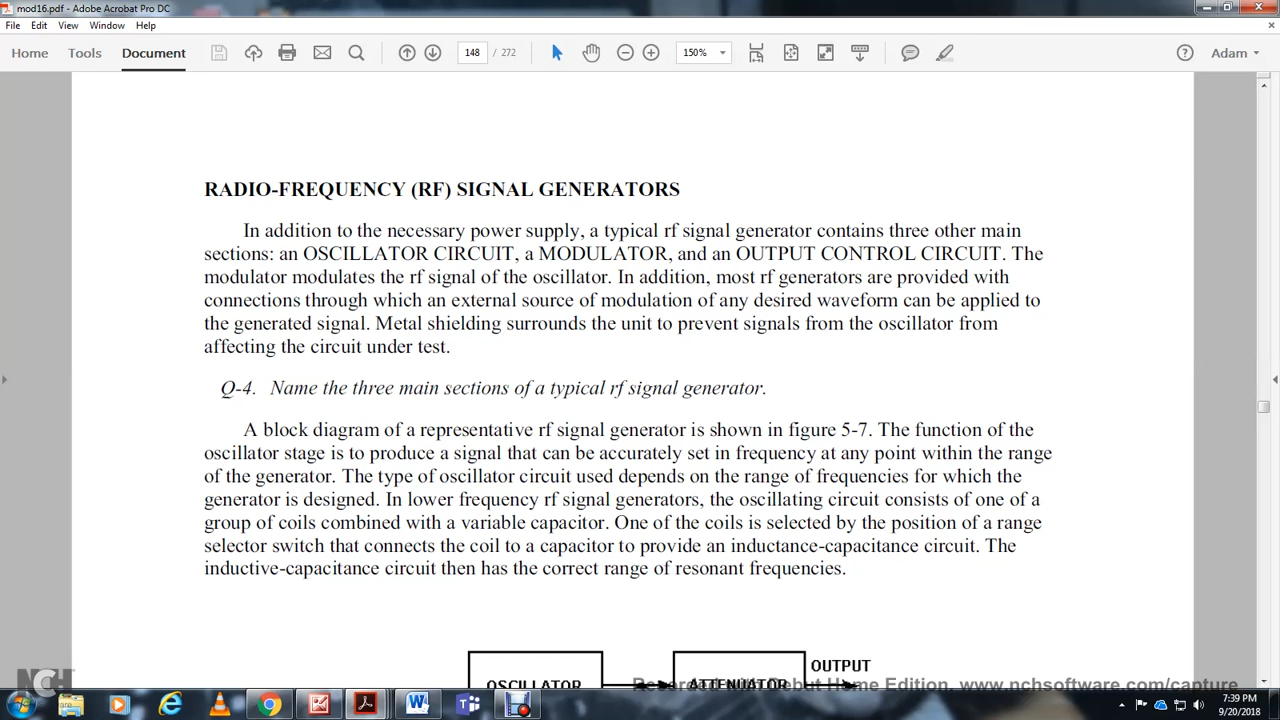 mod16.pdf - Adobe Acrobat Pro DC
File Edit View Window Help
Home Tools Document 148 / 272 150% Adam
RADIO-FREQUENCY (RF) SIGNAL GENERATORS
In addition to the necessary power supply, a typical rf signal generator contains three other main
sections: an OSCILLATOR CIRCUIT, a MODULATOR, and an OUTPUT CONTROL CIRCUIT. The
modulator modulates the rf signal of the oscillator. In addition, most rf generators are provided with
connections through which an external source of modulation of any desired waveform can be applied to
the generated signal. Metal shielding surrounds the unit to prevent signals from the oscillator from
affecting the circuit under test.
Q-4. Name the three main sections of a typical rf signal generator.
A block diagram of a representative rf signal generator is shown in figure 5-7. The function of the
oscillator stage is to produce a signal that can be accurately set in frequency at any point within the range
of the generator. The type of oscillator circuit used depends on the range of frequencies for which the
generator is designed. In lower frequency rf signal generators, the oscillating circuit consists of one of a
group of coils combined with a variable capacitor. One of the coils is selected by the position of a range
selector switch that connects the coil to a capacitor to provide an inductance-capacitance circuit. The
inductive-capacitance circuit then has the correct range of resonant frequencies.
OUTPUT
OSCILLATOR ATTENUATOR
Recorded with Debut Home Edition. www.nchsoftware.com/capture
NCH
7:39 PM
9/20/2018